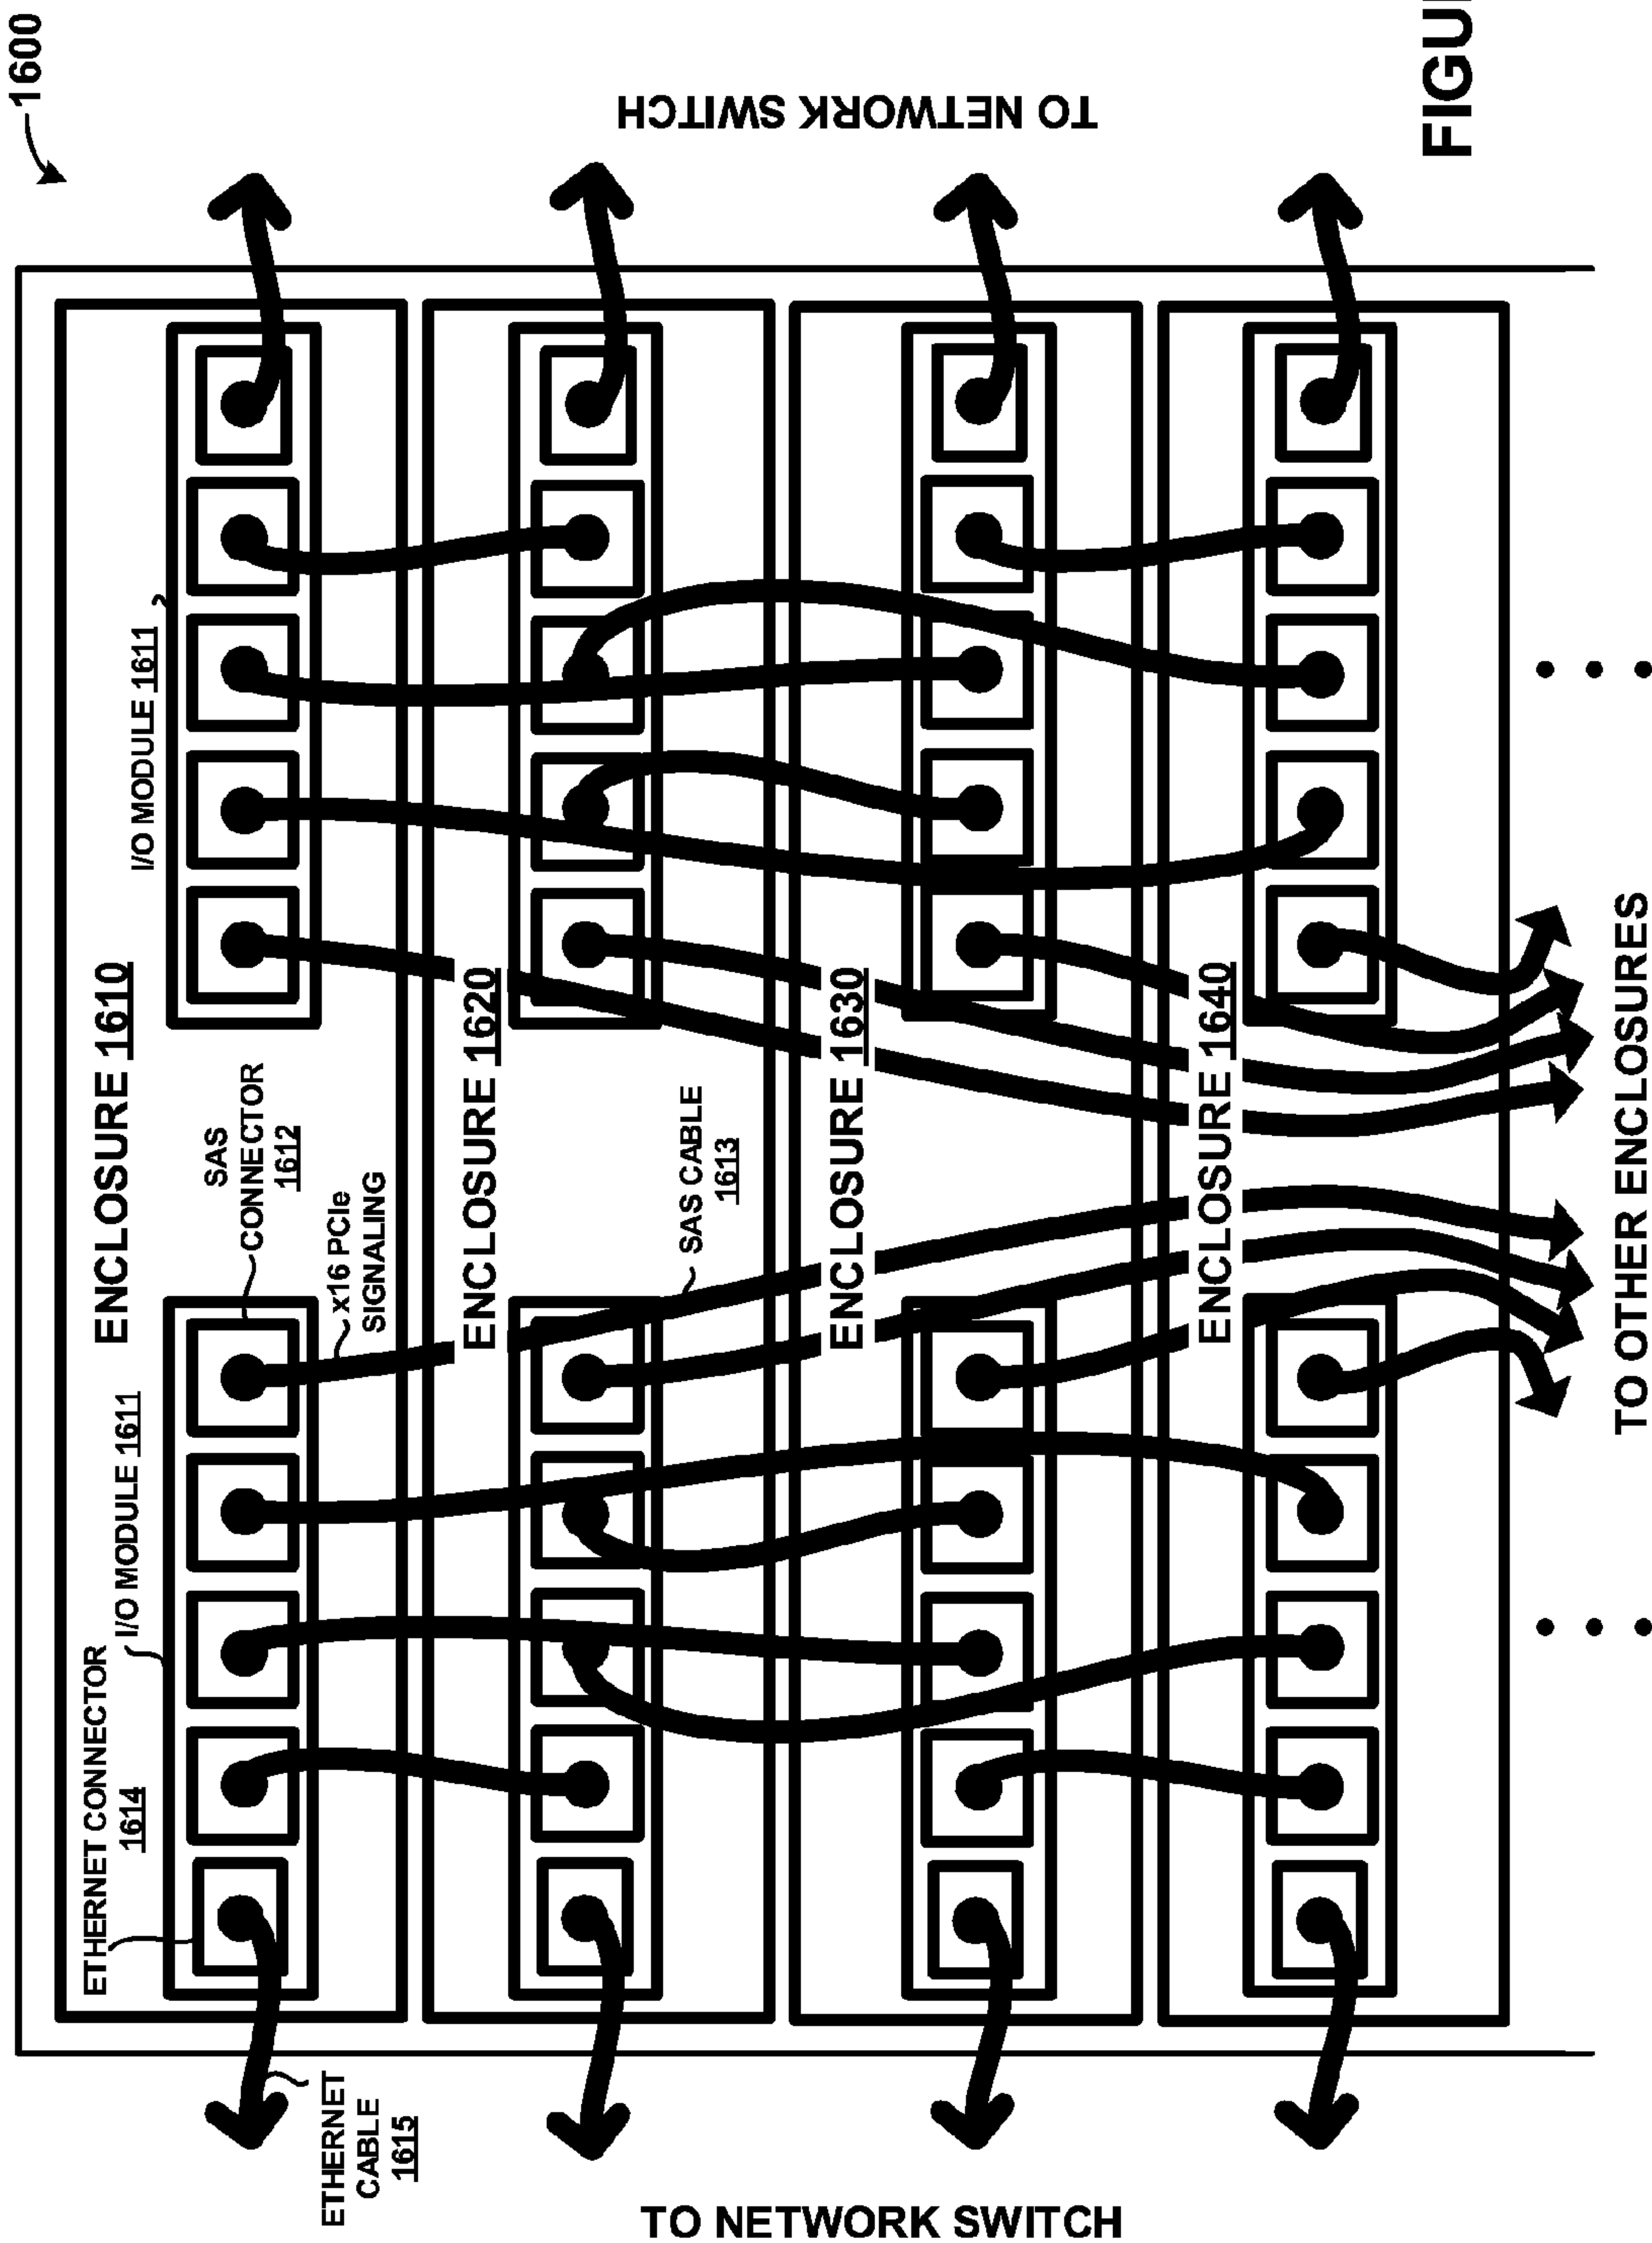 1600
TO NETWORK SWITCH
I/O MODULE 1611
ENCLOSURE 1610
SAS
CONNECTOR
1612
x16 PCIe
SIGNALING
I/O MODULE 1611
ETHERNET CONNECTOR
1614
ETHERNET
CABLE
1615
ENCLOSURE 1620
SAS CABLE
1613
ENCLOSURE 1630
ENCLOSURE 1640
TO OTHER ENCLOSURES
TO NETWORK SWITCH